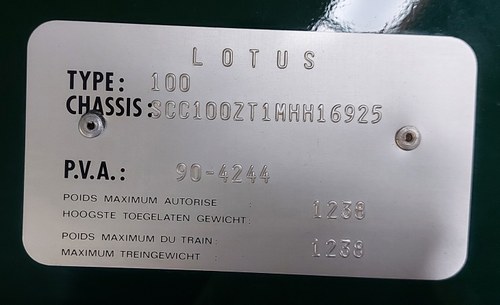 LOTUS
TYPE: 100
CHASSIS: SCC100ZT1MHH16925
P.V.A.: 90-4244
POIDS MAXIMUM AUTORISE
HOOGSTE TOEGELATEN GEWICHT: 1238
POIDS MAXIMUM DU TRAIN:
MAXIMUM TREINGEWICHT 1238